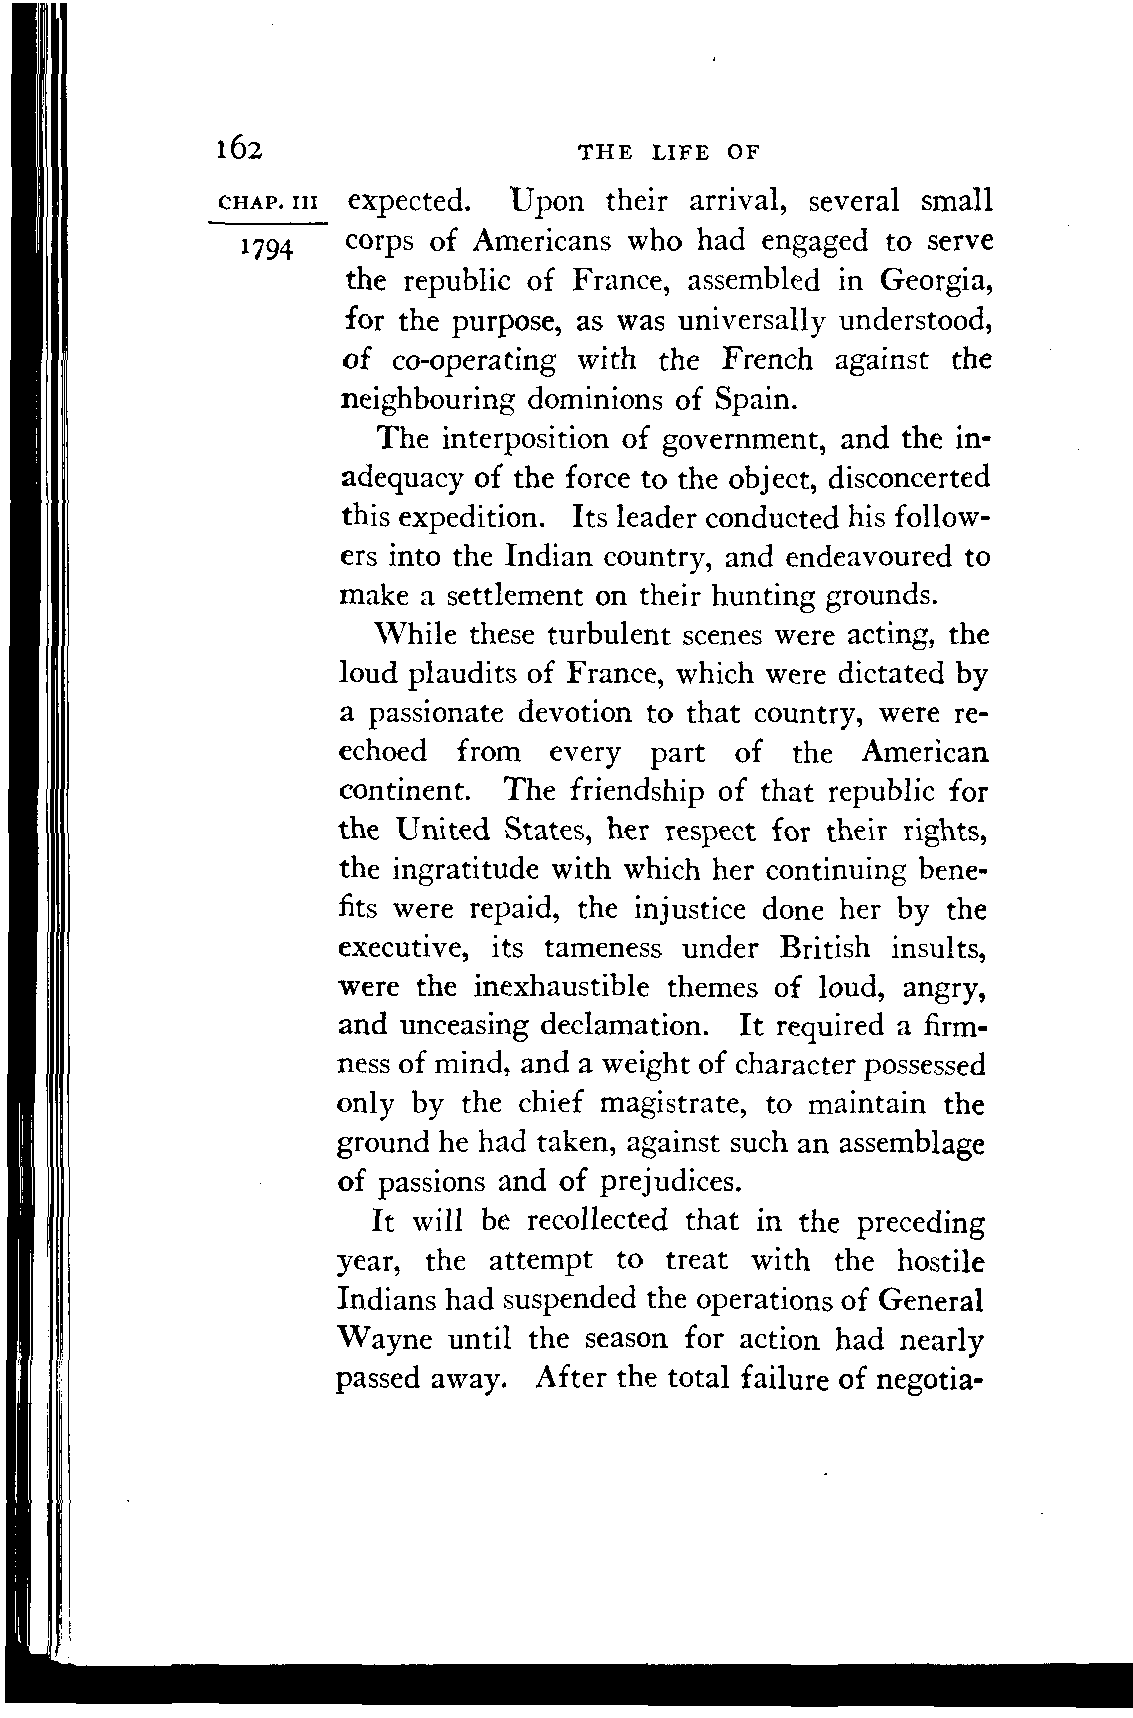 162 THE LIFE OF
CHAP. III expected. Upon their arrival, several small
1794 corps of Americans who had engaged to serve
the republic of France, assembled in Georgia,
for the purpose, as was universally understood,
of co-operating with the French against the
neighbouring dominions of Spain.
The interposition of government, and the in-
adequacy of the force to the object, disconcerted
this expedition. Its leader conducted his follow-
ers into the Indian country, and endeavoured to
make a settlement on their hunting grounds.
While these turbulent scenes were acting, the
loud plaudits of France, which were dictated by
a passionate devotion to that country, were re-
echoed from every part of the American
continent. The friendship of that republic for
the United States, her respect for their rights,
the ingratitude with which her continuing bene-
fits were repaid, the injustice done her by the
executive, its tameness under British insults,
were the inexhaustible themes of loud, angry,
and unceasing declamation. It required a firm-
ness of mind, and a weight of character possessed
only by the chief magistrate, to maintain the
ground he had taken, against such an assemblage
of passions and of prejudices.
It will be recollected that in the preceding
year, the attempt to treat with the hostile
Indians had suspended the operations of General
Wayne until the season for action had nearly
passed away. After the total failure of negotia-